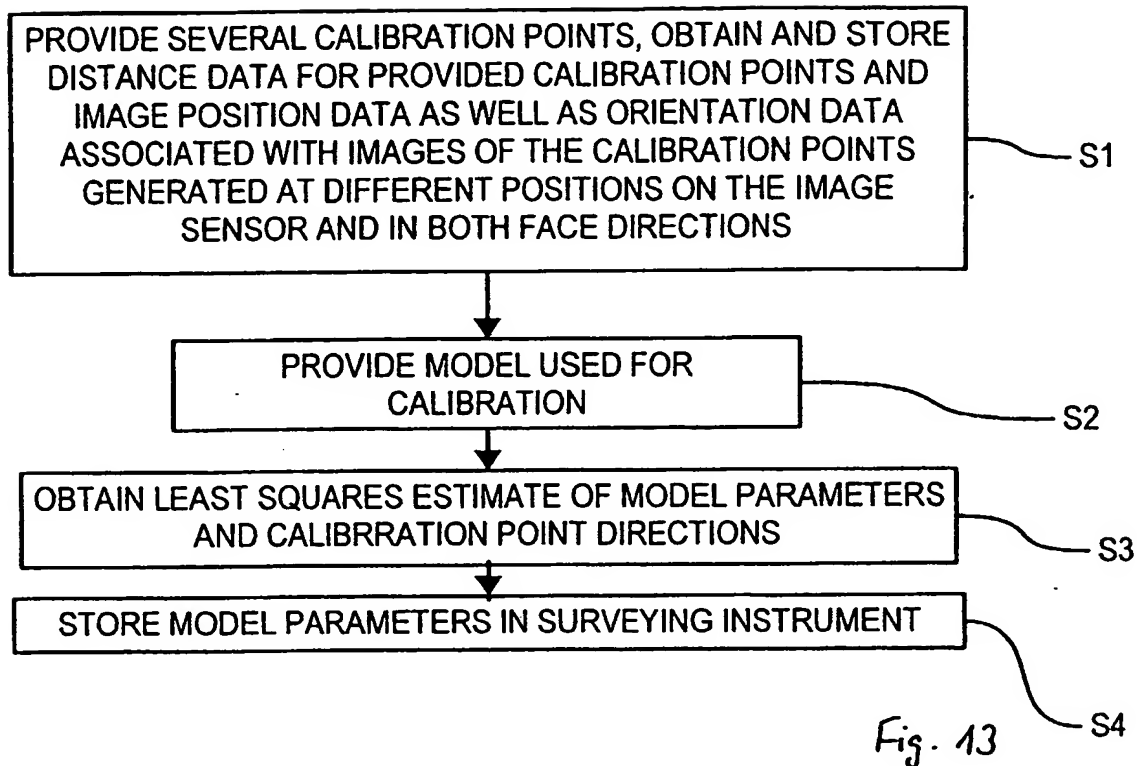 PROVIDE SEVERAL CALIBRATION POINTS, OBTAIN AND STORE
DISTANCE DATA FOR PROVIDED CALIBRATION POINTS AND
IMAGE POSITION DATA AS WELL AS ORIENTATION DATA
ASSOCIATED WITH IMAGES OF THE CALIBRATION POINTS
GENERATED AT DIFFERENT POSITIONS ON THE IMAGE
SENSOR AND IN BOTH FACE DIRECTIONS
S1
PROVIDE MODEL USED FOR
CALIBRATION
S2
OBTAIN LEAST SQUARES ESTIMATE OF MODEL PARAMETERS
AND CALIBRRATION POINT DIRECTIONS
S3
STORE MODEL PARAMETERS IN SURVEYING INSTRUMENT
S4
Fig. 13